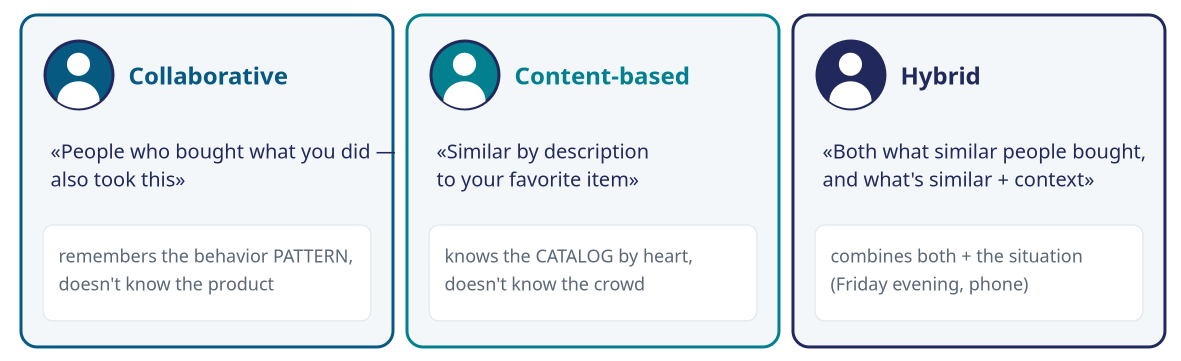 Collaborative
«People who bought what you did —
also took this»
remembers the behavior PATTERN,
doesn't know the product
Content-based
«Similar by description
to your favorite item»
knows the CATALOG by heart,
doesn't know the crowd
Hybrid
«Both what similar people bought,
and what's similar + context»
combines both + the situation
(Friday evening, phone)